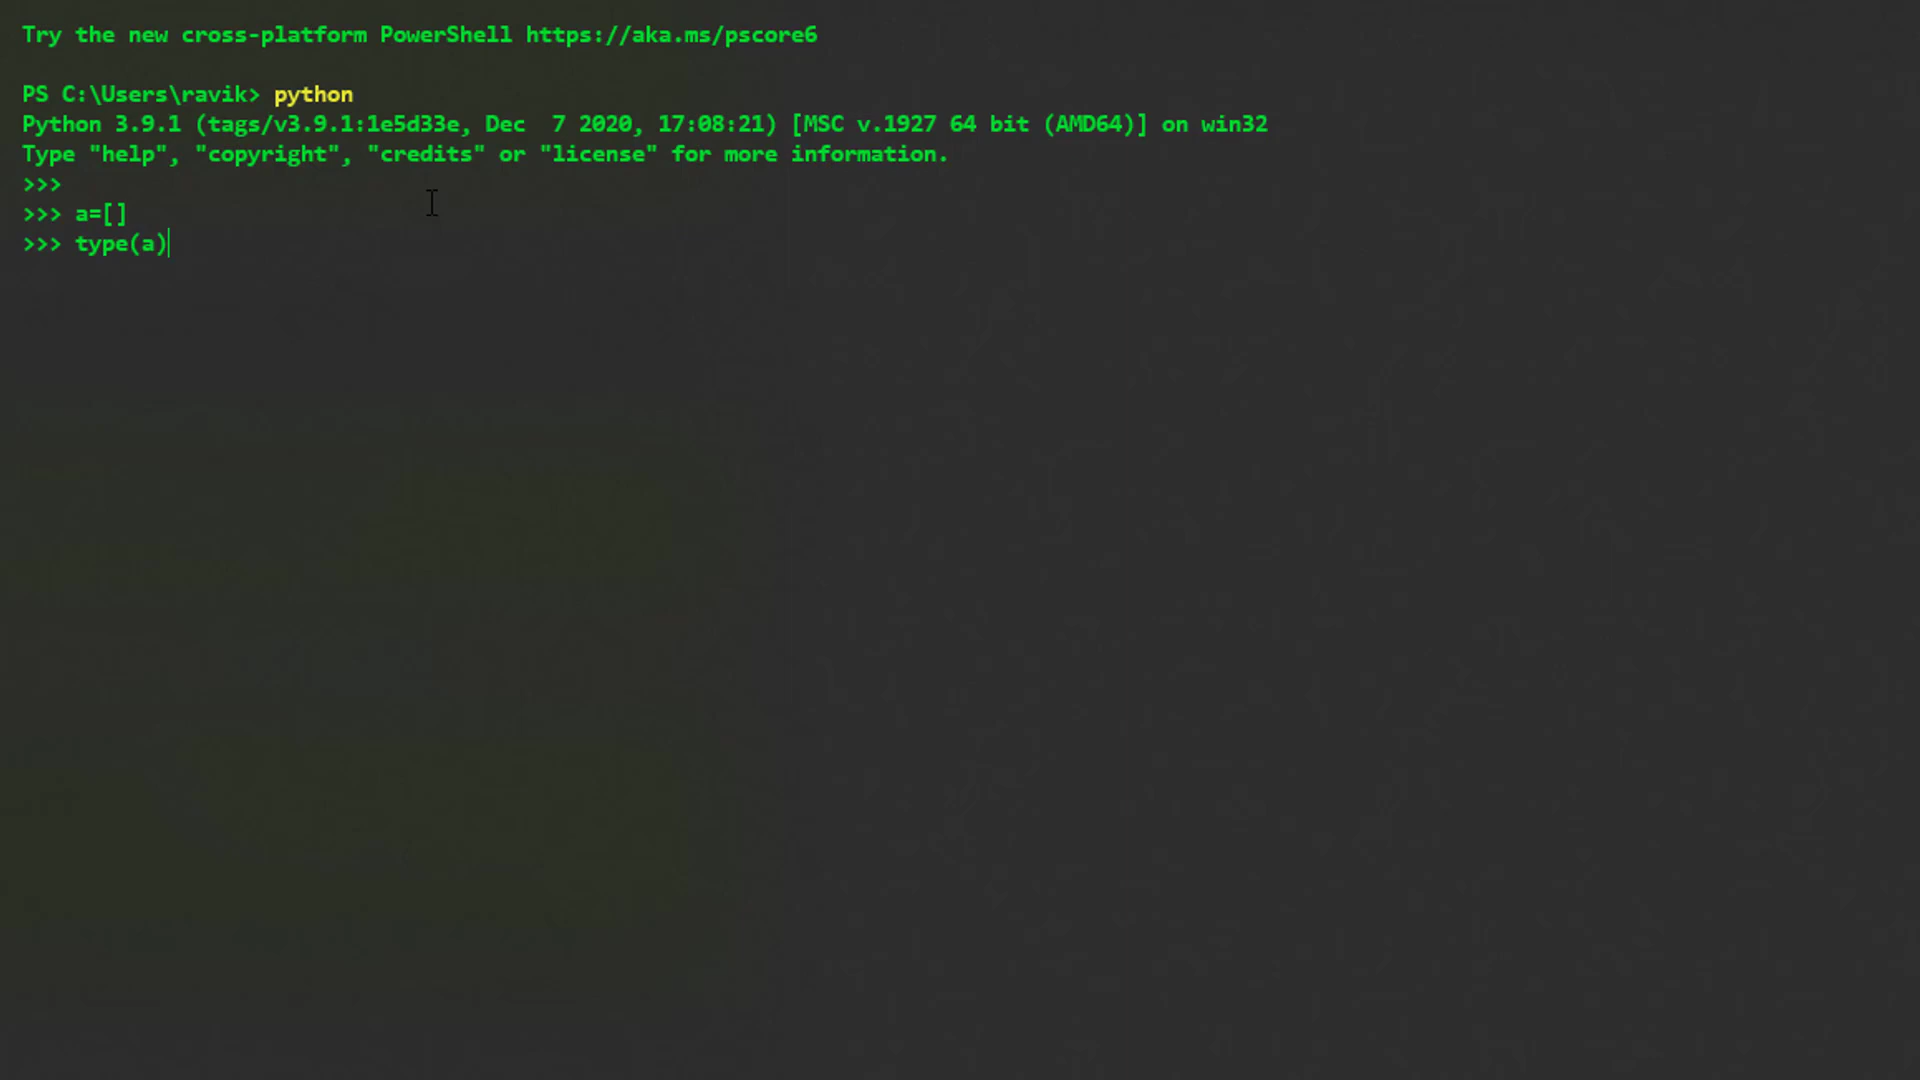 Try the new cross-platform PowerShell https://aka.ms/pscore6
PS C:\Users\ravik> python
Python 3.9.1 (tags/v3.9.1:1e5d33e, Dec  7 2020, 17:08:21) [MSC v.1927 64 bit (AMD64)] on win32
Type "help", "copyright", "credits" or "license" for more information.
>>>
>>> a=[]
>>> type(a)